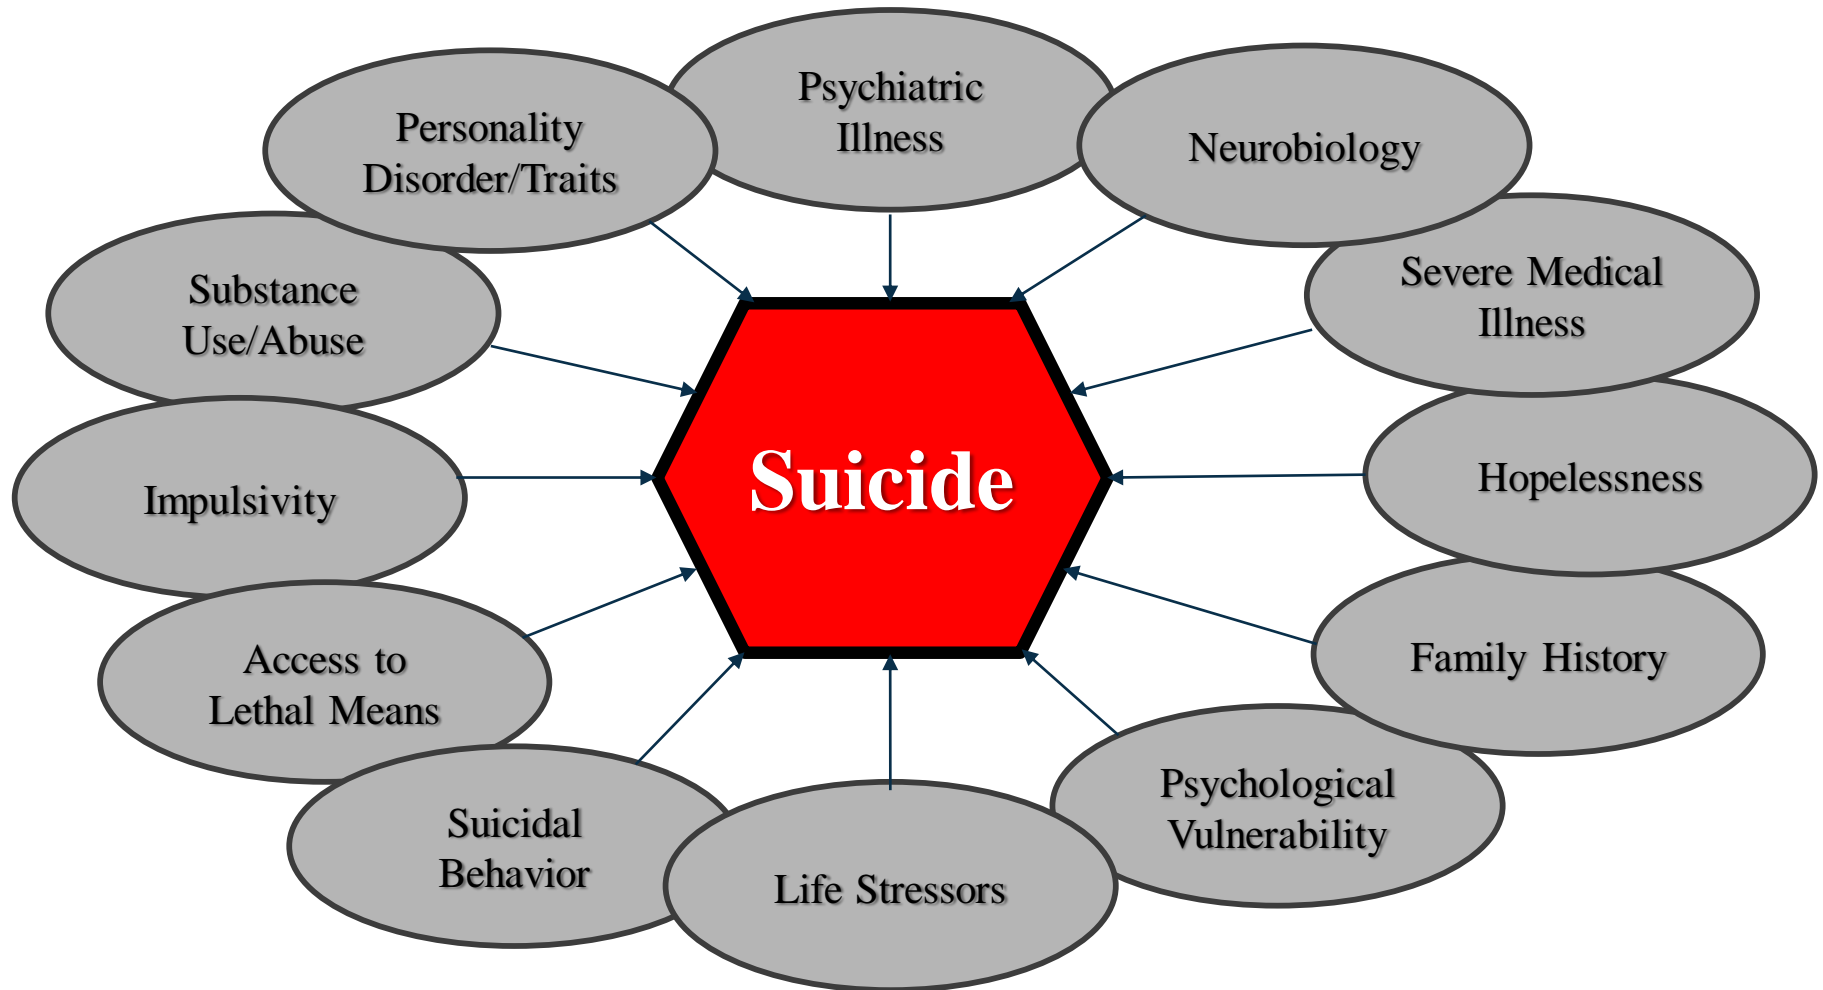 Psychiatric
Illness
Neurobiology
Severe Medical
Illness
Hopelessness
Family History
Psychological
Vulnerability
Life Stressors
Suicidal
Behavior
Access to
Lethal Means
Impulsivity
Substance
Use/Abuse
Personality
Disorder/Traits
Suicide